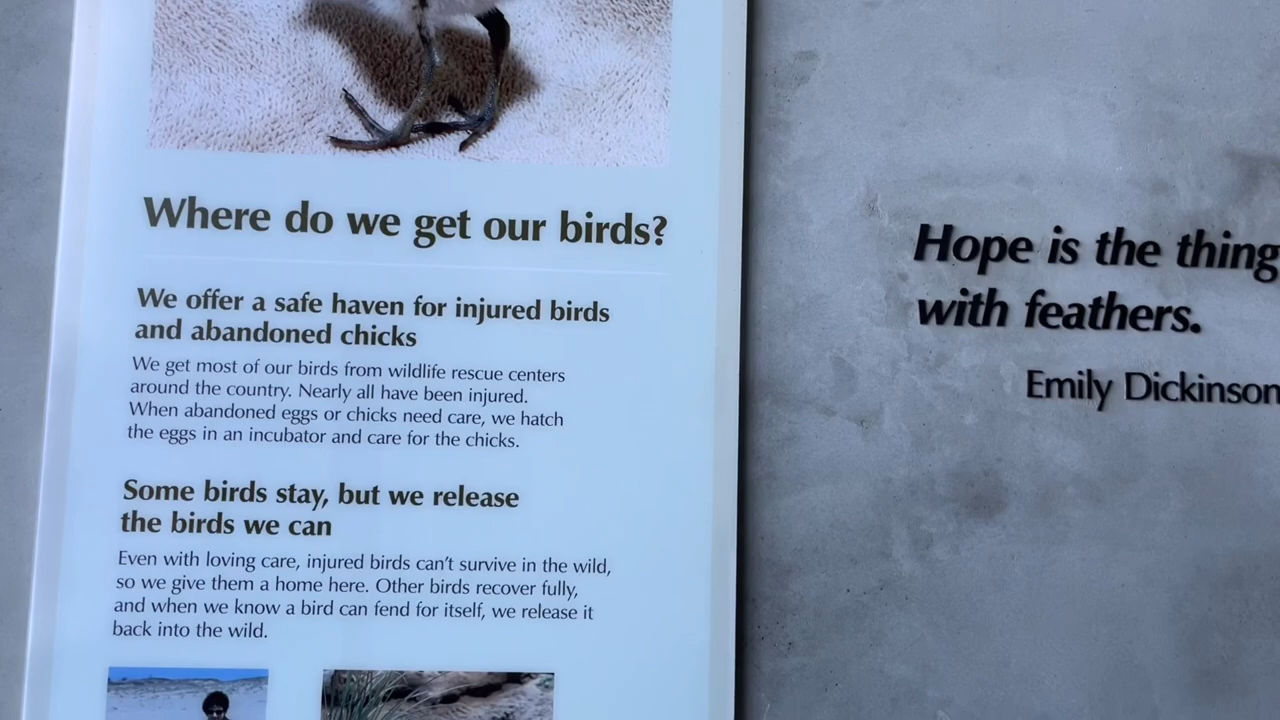 Where do we get our birds?
We offer a safe haven for injured birds
and abandoned chicks
We get most of our birds from wildlife rescue centers
around the country. Nearly all have been injured.
When abandoned eggs or chicks need care, we hatch
the eggs in an incubator and care for the chicks.
Some birds stay, but we release
the birds we can
Even with loving care, injured birds can't survive in the wild,
so we give them a home here. Other birds recover fully,
and when we know a bird can fend for itself, we release it
back into the wild.
Hope is the thing
with feathers.
Emily Dickinson